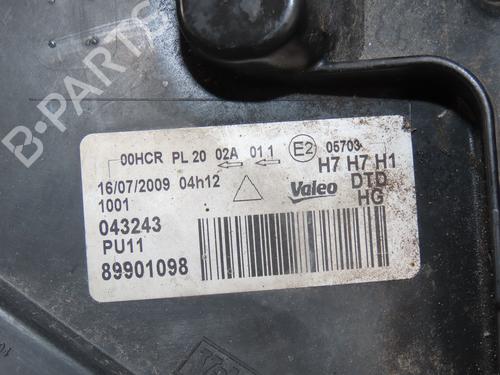 00HCR PL 20 02A 01 1 E2 05703
H7 H7 H1
16/07/2009 04h12 Valeo DTD
1001 HG
043243
PU11
89901098
B-PARTS